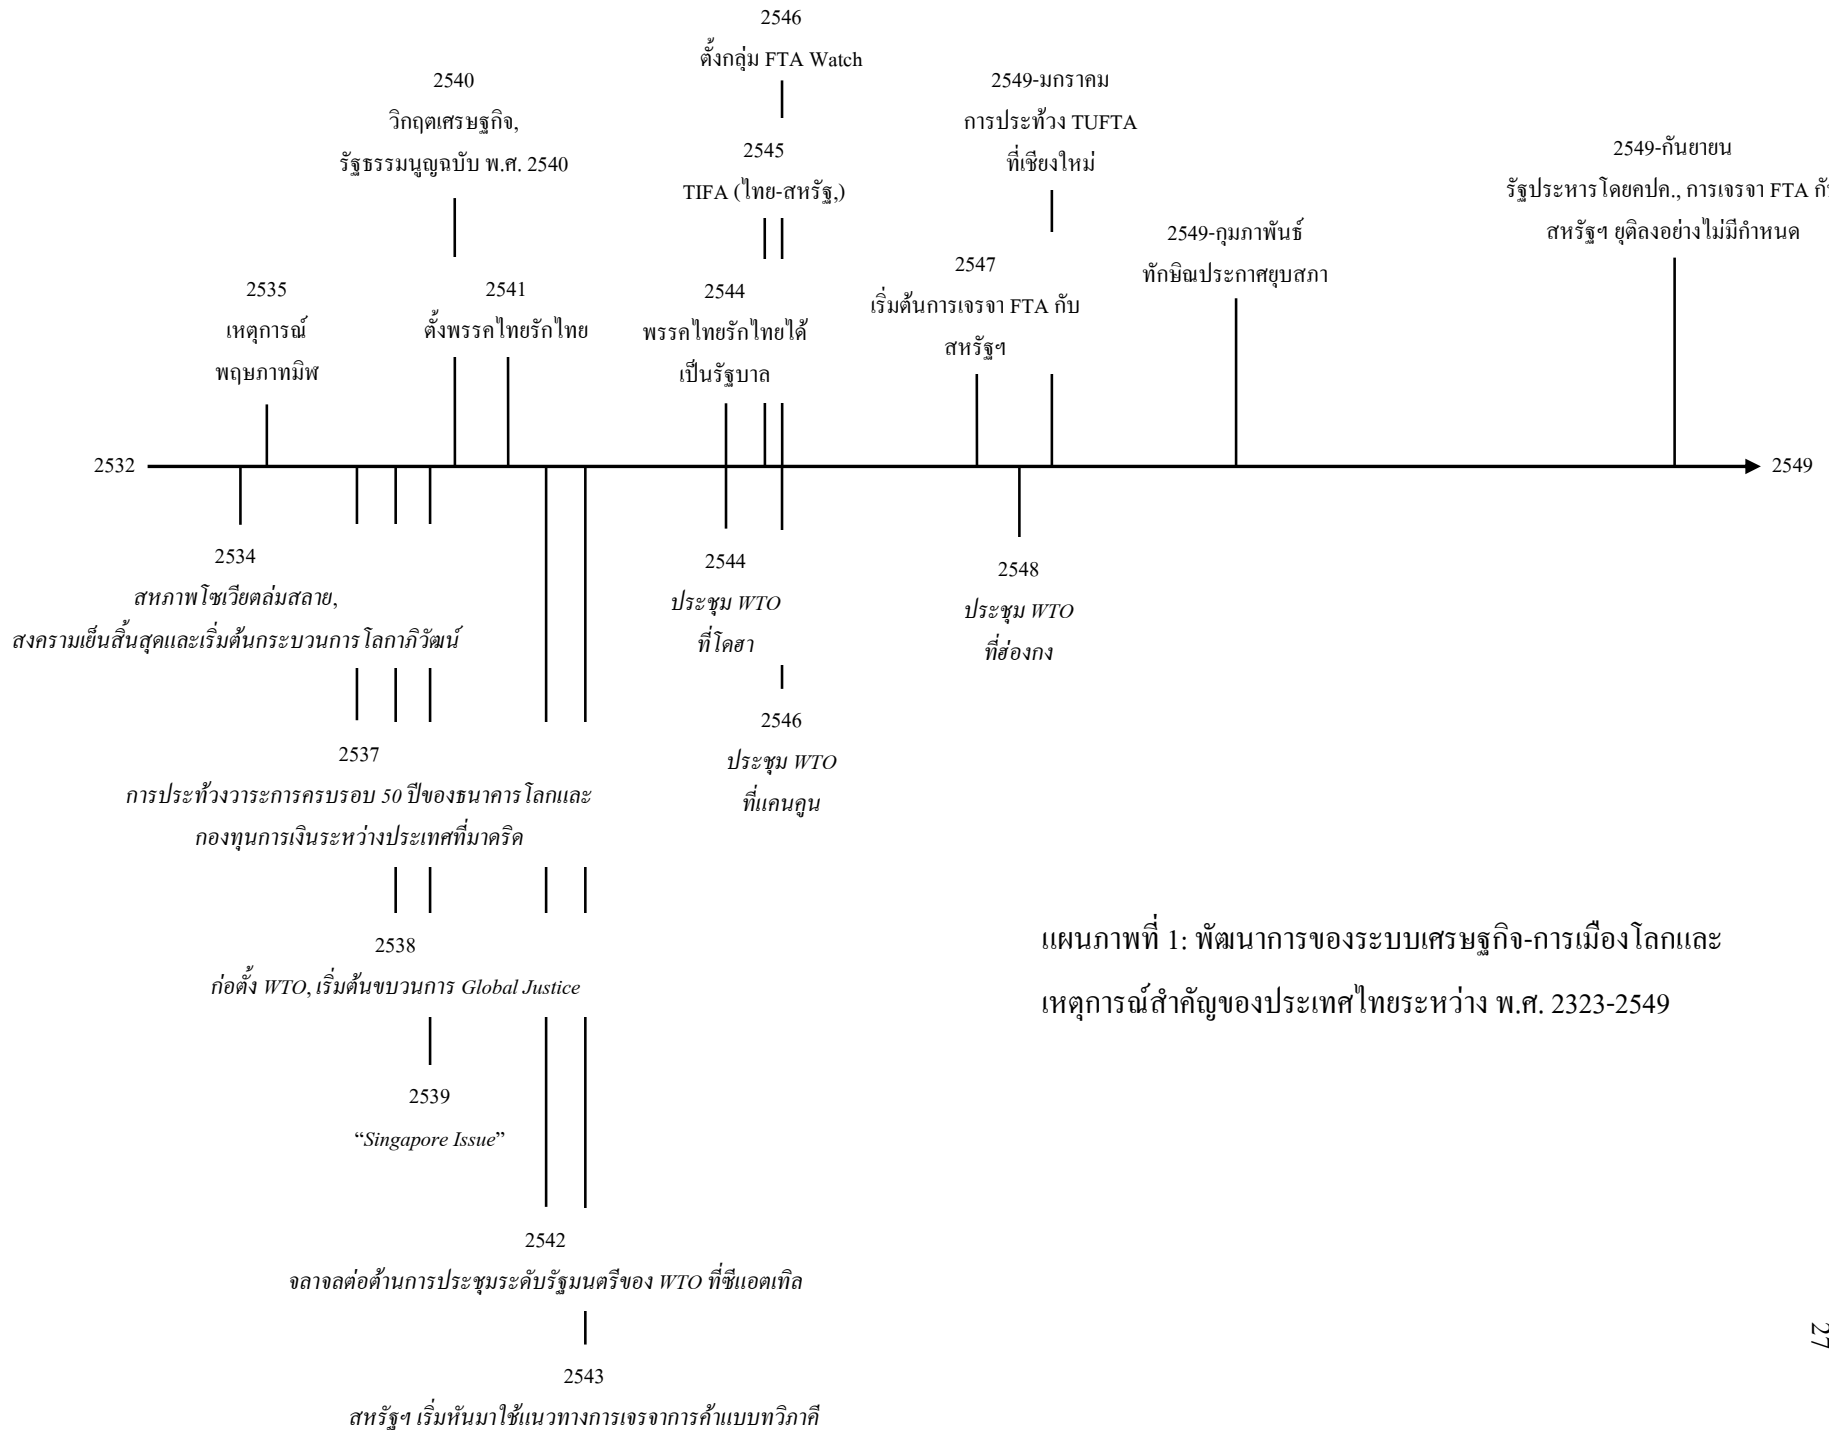 2546
ตั้งกลุ่ม FTA Watch
2540
วิกฤตเศรษฐกิจ,
รัฐธรรมนูญฉบับ พ.ศ. 2540
2549-มกราคม
การประท้วง TUFTA
ที่เชียงใหม่
2545
TIFA (ไทย-สหรัฐ,)
2549-กันยายน
รัฐประหารโดยคปค., การเจรจา FTA กับ
สหรัฐฯ ยุติลงอย่างไม่มีกำหนด
2549-กุมภาพันธ์
ทักษิณประกาศยุบสภา
2547
เริ่มต้นการเจรจา FTA กับ
สหรัฐฯ
2535
เหตุการณ์
พฤษภาทมิฬ
2541
ตั้งพรรคไทยรักไทย
2544
พรรคไทยรักไทยได้
เป็นรัฐบาล
2532
2549
2534
สหภาพโซเวียตล่มสลาย,
สงครามเย็นสิ้นสุดและเริ่มต้นกระบวนการโลกาภิวัฒน์
2544
ประชุม WTO
ที่โดฮา
2548
ประชุม WTO
ที่ฮ่องกง
2546
ประชุม WTO
ที่แคนคูน
2537
การประท้วงวาระการครบรอบ 50 ปีของธนาคารโลกและ
กองทุนการเงินระหว่างประเทศที่มาดริด
2538
ก่อตั้ง WTO, เริ่มต้นขบวนการ Global Justice
แผนภาพที่ 1: พัฒนาการของระบบเศรษฐกิจ-การเมืองโลกและ
เหตุการณ์สำคัญของประเทศไทยระหว่าง พ.ศ. 2323-2549
2539
“Singapore Issue”
2542
จลาจลต่อต้านการประชุมระดับรัฐมนตรีของ WTO ที่ซีแอตเทิล
2543
สหรัฐฯ เริ่มหันมาใช้แนวทางการเจรจาการค้าแบบทวิภาคี
27